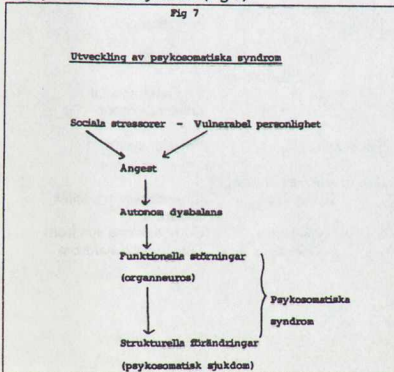 Fig 7
Utveckling av psykosomatiska syndrom
Sociala stressorer - Vulnerabel personlighet
Ångest
Autonom dysbalans
Funktionella störningar
(organneuros)
Psykosomatiska
syndrom
Strukturella förändringar
(psykosomatisk sjukdom)